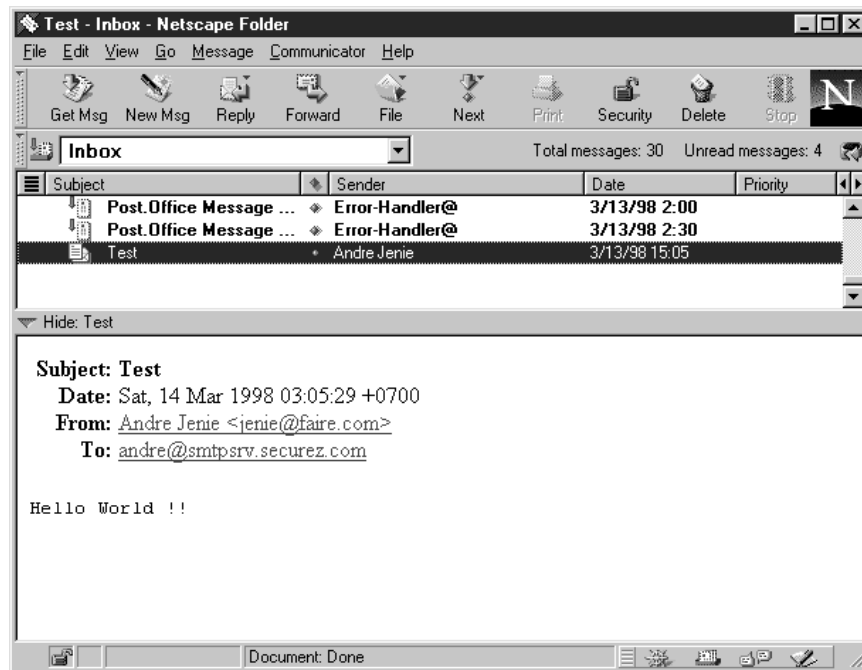 Test - Inbox - Netscape Folder
File Edit View Go Message Communicator Help
Get Msg New Msg Reply Forward File Next Print Security Delete Stop N
Inbox Total messages: 30 Unread messages: 4
Subject Sender Date Priority
Post.Office Message ... Error-Handler@ 3/13/98 2:00
Post.Office Message ... Error-Handler@ 3/13/98 2:30
Test Andre Jenie 3/13/98 15:05
Hide: Test
Subject: Test
Date: Sat, 14 Mar 1998 03:05:29 +0700
From: Andre Jenie <jenie@faire.com>
To: andre@smtpsrv.securez.com
Hello World !!
Document: Done